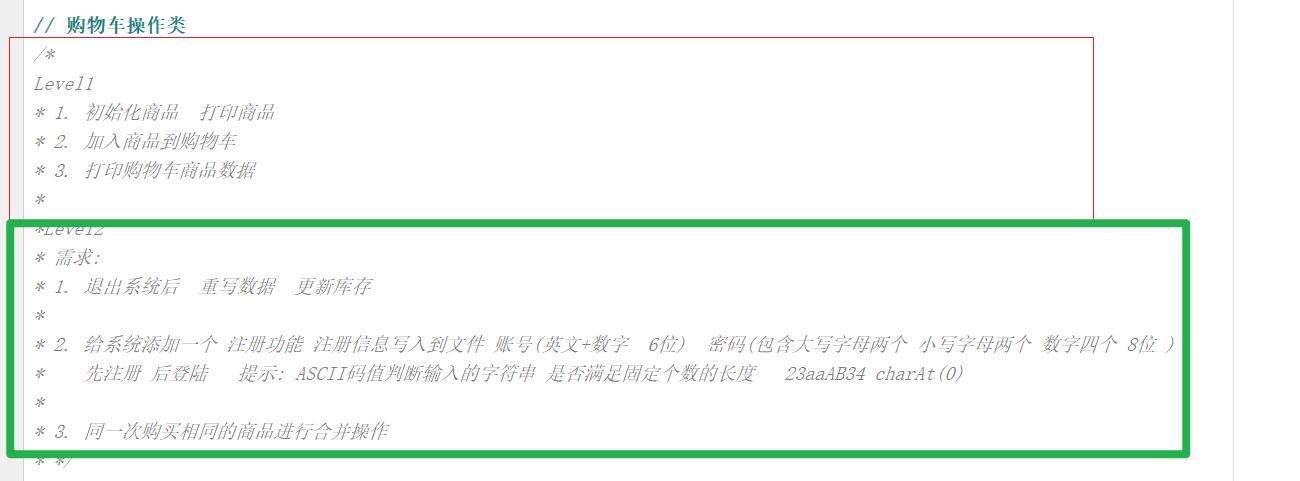 // 购物车操作类
/*
Level1
* 1. 初始化商品 打印商品
* 2. 加入商品到购物车
* 3. 打印购物车商品数据
*
*Level2
* 需求:
* 1. 退出系统后 重写数据 更新库存
*
* 2. 给系统添加一个 注册功能 注册信息写入到文件 账号(英文+数字 6位) 密码(包含大写字母两个 小写字母两个 数字四个 8位 )
* 先注册 后登陆 提示: ASCII码值判断输入的字符串 是否满足固定个数的长度 23aaAB34 charAt(0)
*
* 3. 同一次购买相同的商品进行合并操作
* */